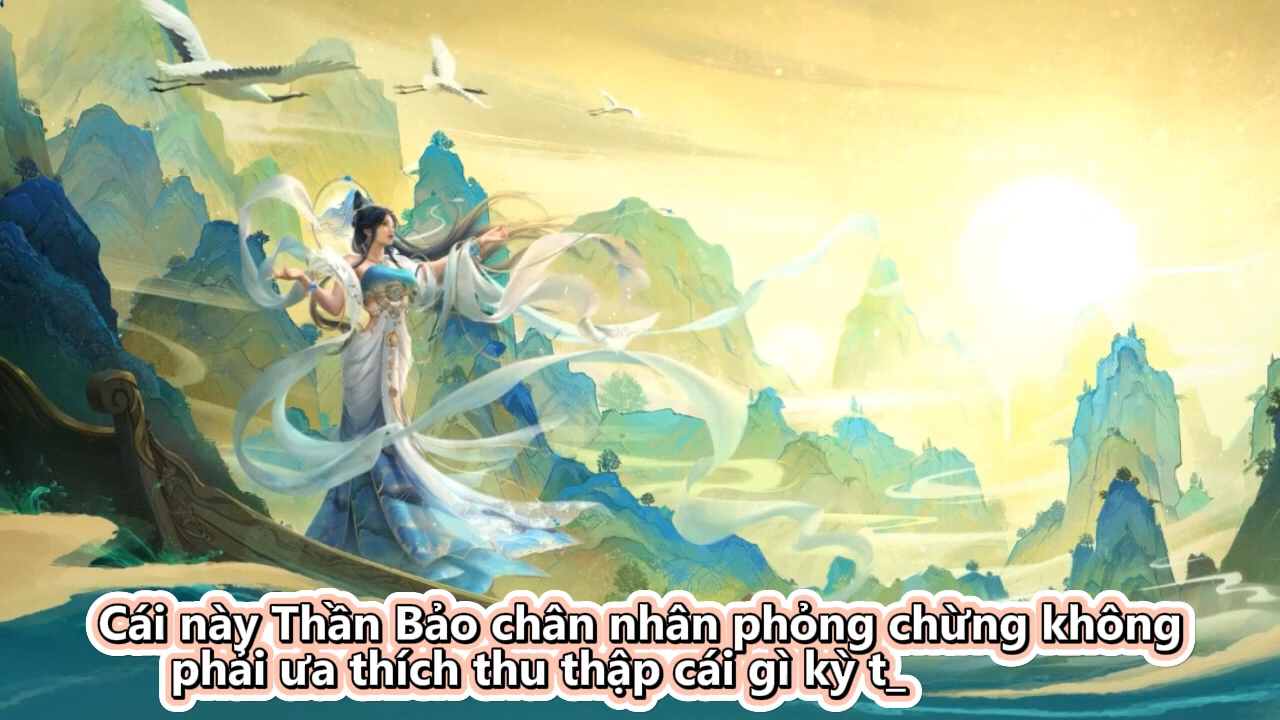 Cái này Thần Bảo chân nhân phỏng chừng không
phải ưa thích thu thập cái gì kỳ t_